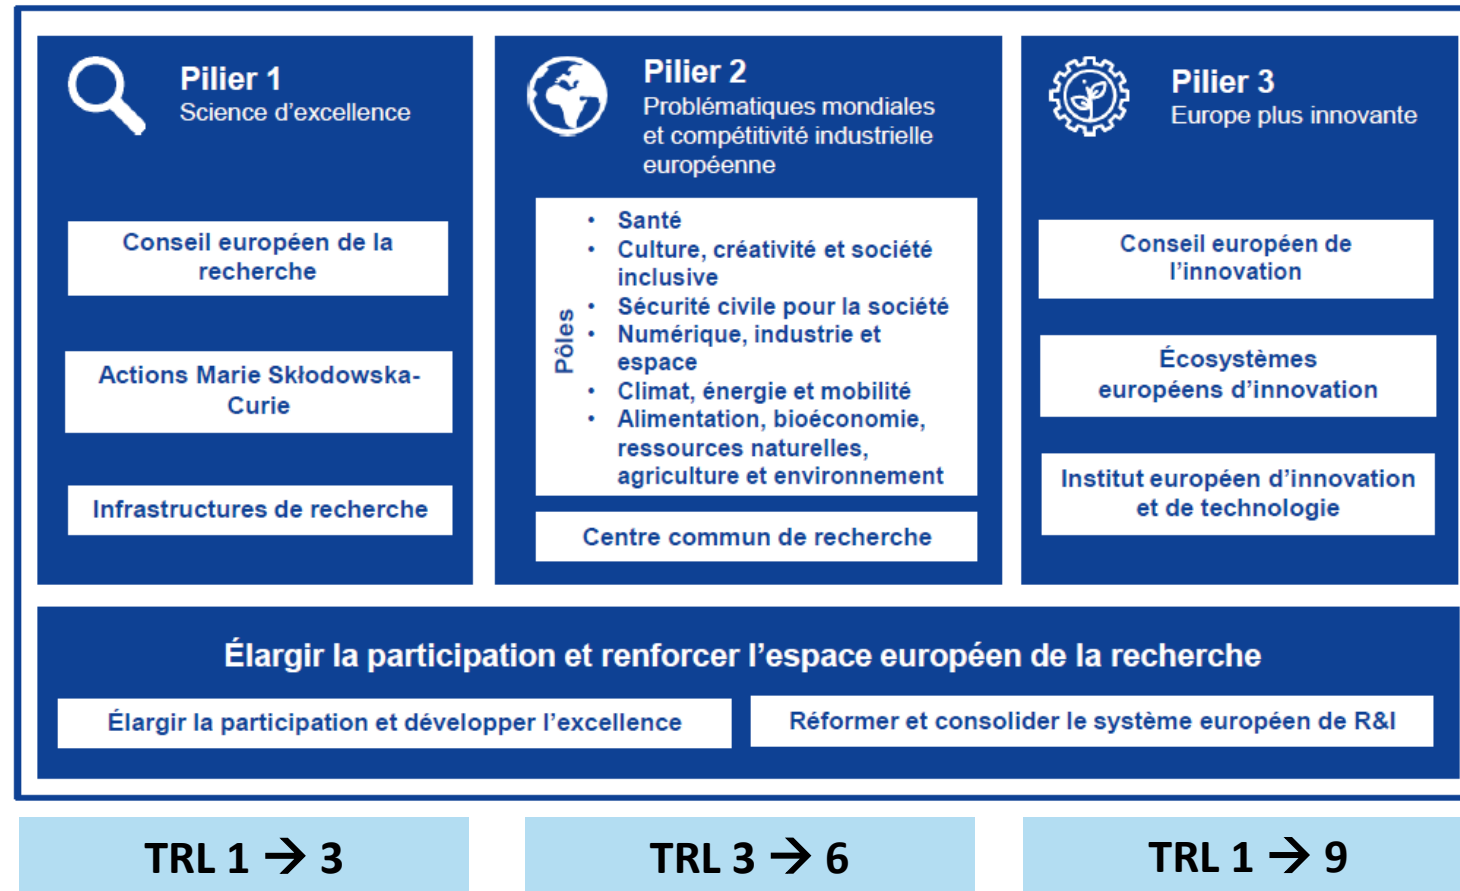 Pilier 1
Science d'excellence
Conseil européen de la
recherche
Actions Marie Skłodowska-
Curie
Infrastructures de recherche
Pilier 2
Problématiques mondiales
et compétitivité industrielle
européenne
Pôles
• Santé
• Culture, créativité et société
inclusive
• Sécurité civile pour la société
• Numérique, industrie et
espace
• Climat, énergie et mobilité
• Alimentation, bioéconomie,
ressources naturelles,
agriculture et environnement
Centre commun de recherche
Pilier 3
Europe plus innovante
Conseil européen de
l'innovation
Écosystèmes
européens d'innovation
Institut européen d'innovation
et de technologie
Élargir la participation et renforcer l'espace européen de la recherche
Élargir la participation et développer l'excellence
Réformer et consolider le système européen de R&I
TRL 1 → 3
TRL 3 → 6
TRL 1 → 9